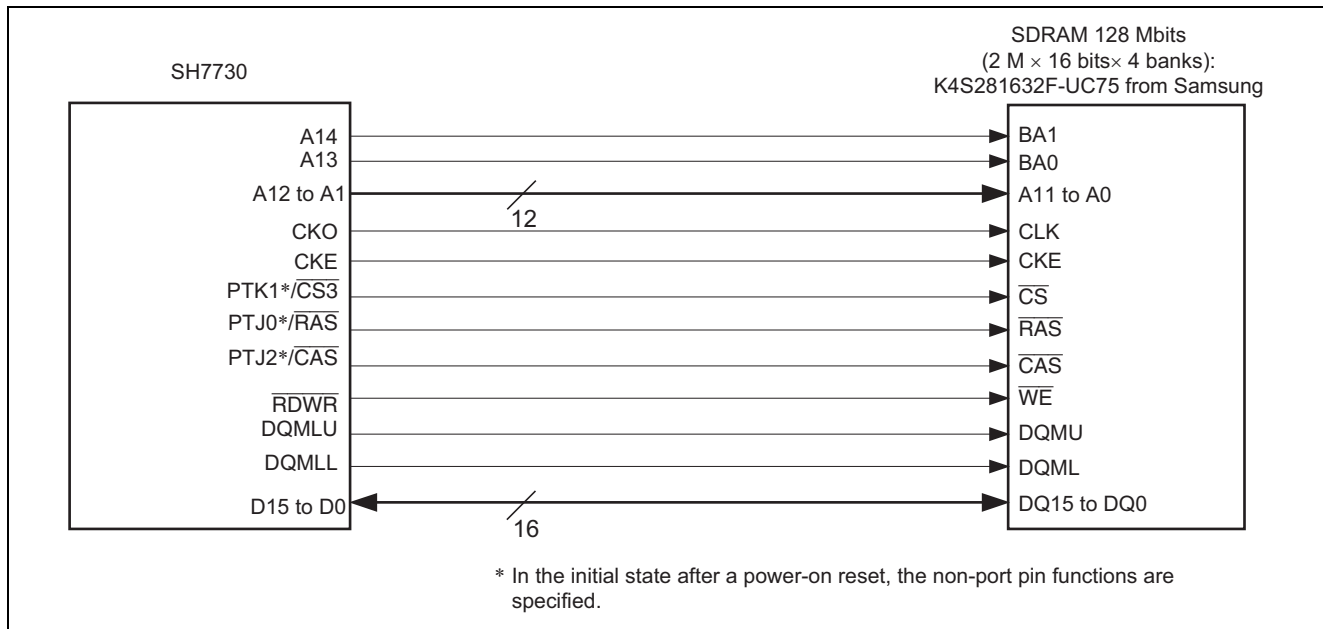 SH7730
SDRAM 128 Mbits
(2 M × 16 bits× 4 banks):
K4S281632F-UC75 from Samsung
A14
BA1
A13
BA0
A12 to A1
12
A11 to A0
CKO
CLK
CKE
CKE
PTK1*/CS3
CS
PTJ0*/RAS
RAS
PTJ2*/CAS
CAS
RDWR
WE
DQMLU
DQMU
DQMLL
DQML
D15 to D0
16
DQ15 to DQ0
* In the initial state after a power-on reset, the non-port pin functions are
specified.